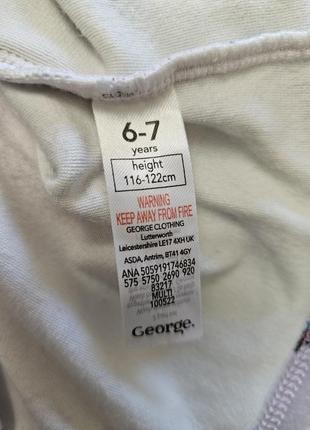 6-7
years
height
116-122cm
WARNING
KEEP AWAY FROM FIRE
GEORGE CLOTHING
Lutterworth
Leicestershire LE17 4XH UK
ASDA, Antrim, BT41 4GY
ANA 5059191746834
575 5750 2690 920
83217
MULTI
100522
George.